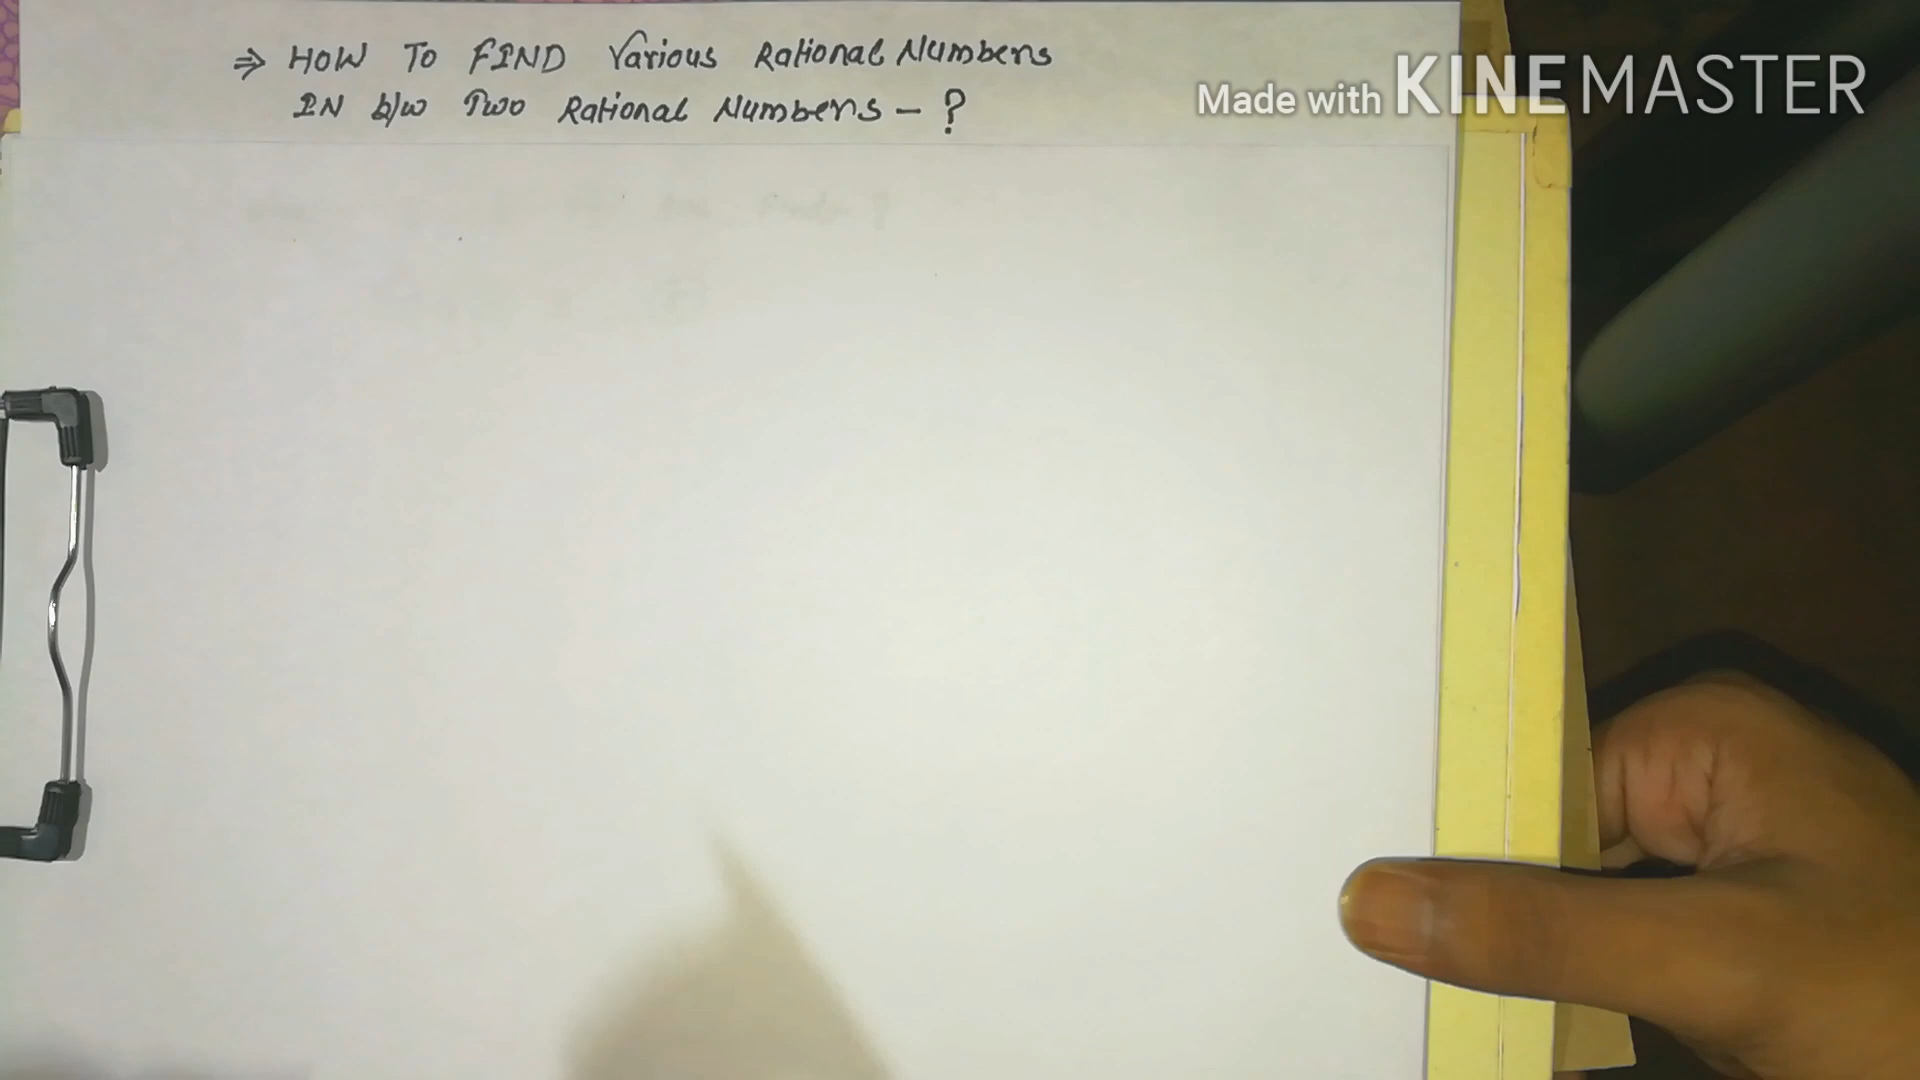 ⇒ HOW TO FIND Various Rational Numbers
IN b/w Two Rational Numbers - ?
Made with KINEMASTER